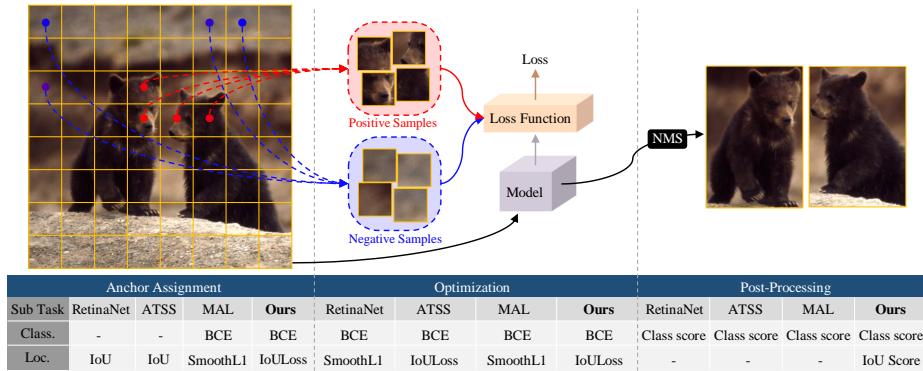 Loss
Loss Function
Positive Samples
NMS
Model
Negative Samples
Anchor Assignment Optimization Post-Processing
Sub Task RetinaNet ATSS MAL Ours RetinaNet ATSS MAL Ours RetinaNet ATSS MAL Ours
Class. - - BCE BCE BCE BCE BCE BCE Class score Class score Class score Class score
Loc. IoU IoU SmoothL1 IoULoss SmoothL1 IoULoss SmoothL1 IoULoss - - - IoU Score